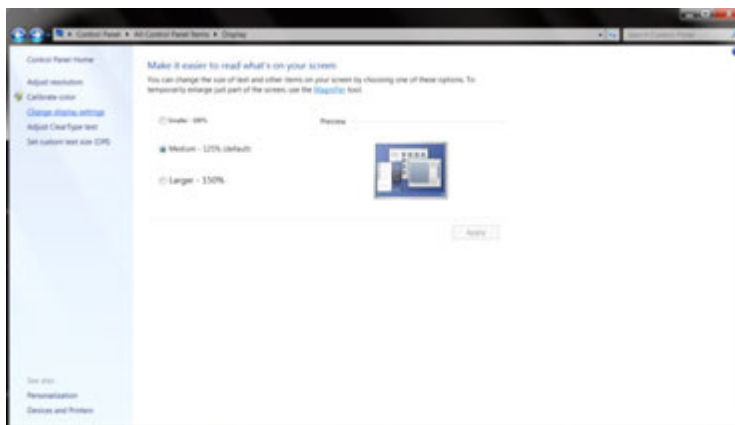 Control Panel ▸ All Control Panel Items ▸ Display
Search Control Panel
Control Panel Home
Adjust resolution
Calibrate color
Change display settings
Adjust ClearType text
Set custom text size (DPI)
See also
Personalization
Devices and Printers
Make it easier to read what's on your screen
You can change the size of text and other items on your screen by choosing one of these options. To
temporarily enlarge just part of the screen, use the Magnifier tool.
Smaller - 100%
Preview
Medium - 125% (default)
Larger - 150%
Apply